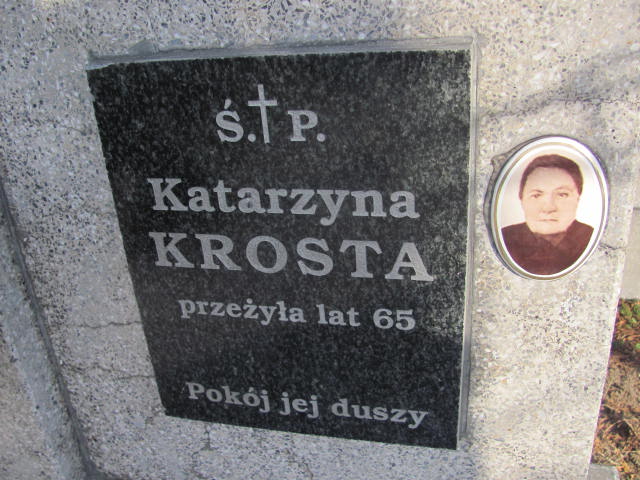 Ś.†P.
Katarzyna
KROSTA
przeżyła lat 65
Pokój jej duszy